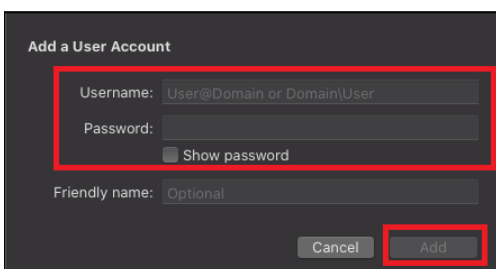 Add a User Account
Username: User@Domain or Domain\User
Password:
Show password
Friendly name: Optional
Cancel Add